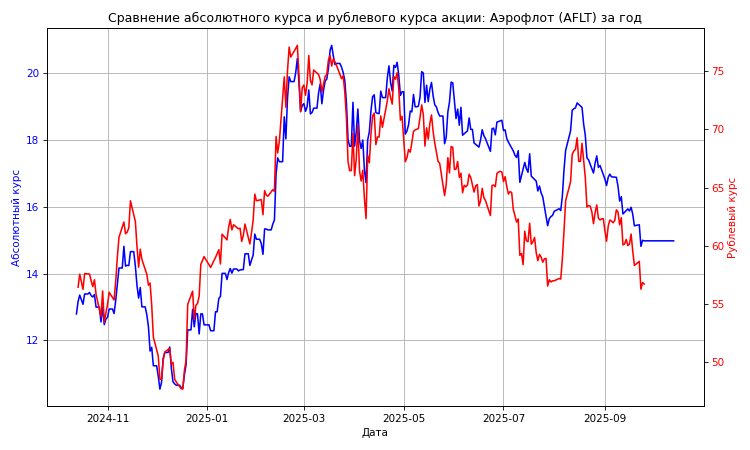 Сравнение абсолютного курса и рублевого курса акции: Аэрофлот (AFLT) за год
Абсолютный курс
20
18
16
14
12
Рублевый курс
75
70
65
60
55
50
2024-11 2025-01 2025-03 2025-05 2025-07 2025-09
Дата